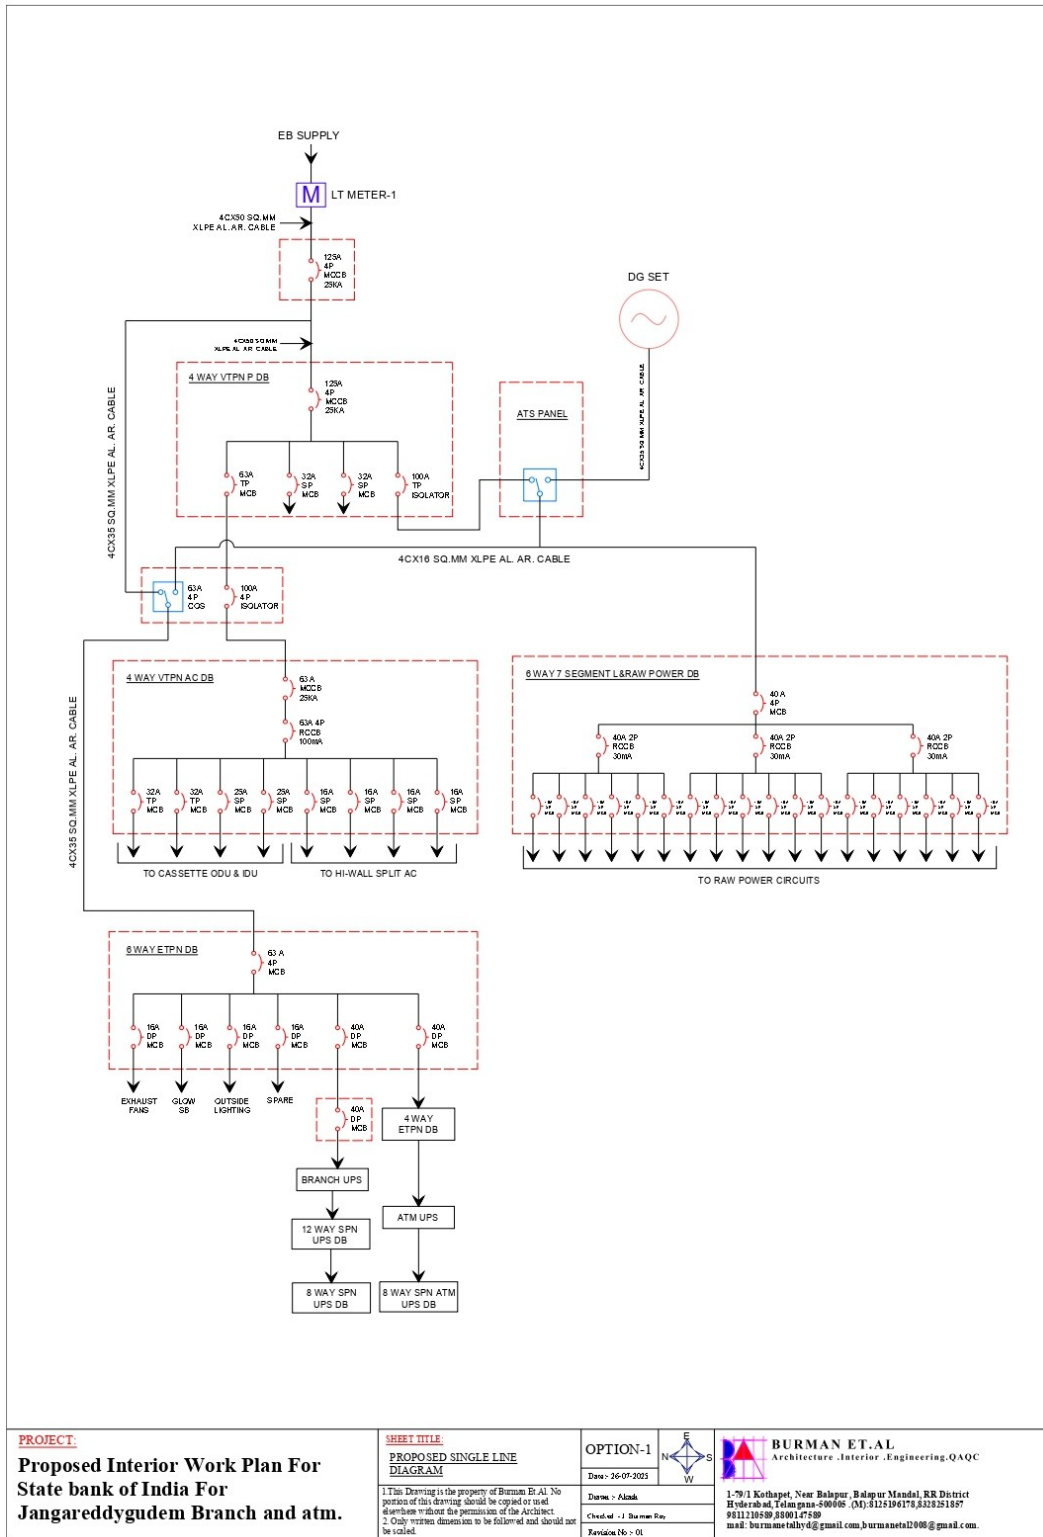 EB SUPPLY
M
LT METER-1
XLPE AL. AR. CABLE
125A
4P
MCCB
25KA
DG SET
XLPE AL. AR. CABLE
4 WAY VTPN P DB
125A
4P
MCCB
25KA
ATS PANEL
4CX35 SQ.MM XLPE AL. AR. CABLE
63A
TP
MCB
32A
SP
MCB
32A
SP
MCB
100A
TP
ISOLATOR
4CX35 SQ.MM XLPE AL. AR. CABLE
4CX16 SQ.MM XLPE AL. AR. CABLE
63A
4P
COS
100A
4P
ISOLATOR
4CX35 SQ.MM XLPE AL. AR. CABLE
4 WAY VTPN AC DB
63A
MCCB
25KA
63A 4P
RCCB
100mA
32A
TP
MCB
32A
TP
MCB
25A
SP
MCB
25A
SP
MCB
16A
SP
MCB
16A
SP
MCB
16A
SP
MCB
16A
SP
MCB
TO CASSETTE ODU & IDU
TO HI-WALL SPLIT AC
6 WAY 7 SEGMENT L&RAW POWER DB
40A
4P
MCB
40A 2P
RCCB
30mA
40A 2P
RCCB
30mA
40A 2P
RCCB
30mA
TO RAW POWER CIRCUITS
6 WAY ETPN DB
63 A
4P
MCB
16A
DP
MCB
16A
DP
MCB
16A
DP
MCB
16A
DP
MCB
40A
DP
MCB
40A
DP
MCB
EXHAUST
FANS
GLOW
SB
OUTSIDE
LIGHTING
SPARE
40A
DP
MCB
4 WAY
ETPN DB
BRANCH UPS
ATM UPS
12 WAY SPN
UPS DB
8 WAY SPN
UPS DB
8 WAY SPN ATM
UPS DB
PROJECT:
Proposed Interior Work Plan For
State bank of India For
Jangareddygudem Branch and atm.
SHEET TITLE:
PROPOSED SINGLE LINE
DIAGRAM
1.This Drawing is the property of Burman Et.Al. No
portion of this drawing should be copied or used
elsewhere without the permission of the Architect.
2. Only written dimension to be followed and should not
be scaled.
OPTION-1
Date:- 26-07-2025
Drawn :- Akash
Checked :- J. Burman Roy
Revision No :- 01
E
N
S
W
BURMAN ET.AL
Architecture .Interior .Engineering.QAQC
1-79/1 Kothapet, Near Balapur, Balapur Mandal, RR District
Hyderabad,Telangana-500005 .(M):8125196178,8328251857
9811210589,8800147589
mail: burmanetalhyd@gmail.com,burmanetal2008@gmail.com.